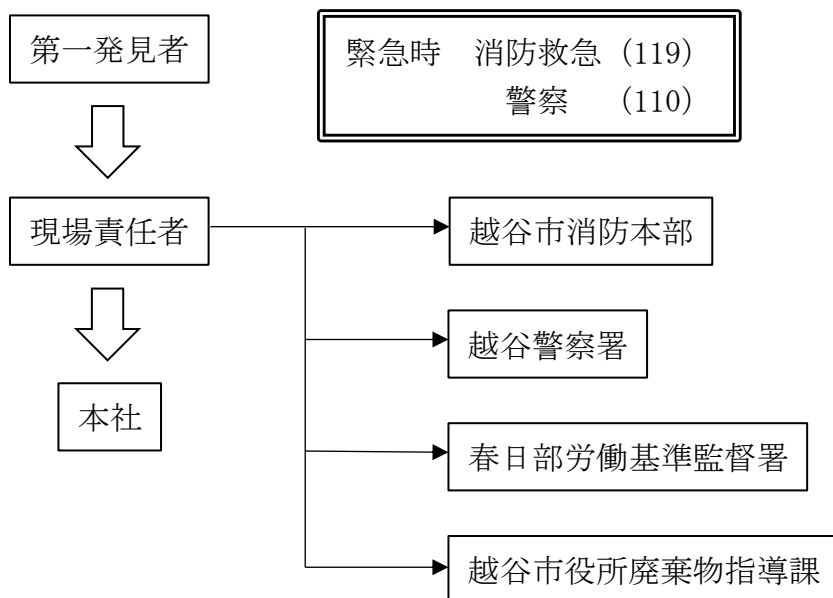 第一発見者
緊急時 消防救急(119)
警察 (110)
現場責任者
越谷市消防本部
越谷警察署
本社
春日部労働基準監督署
越谷市役所廃棄物指導課